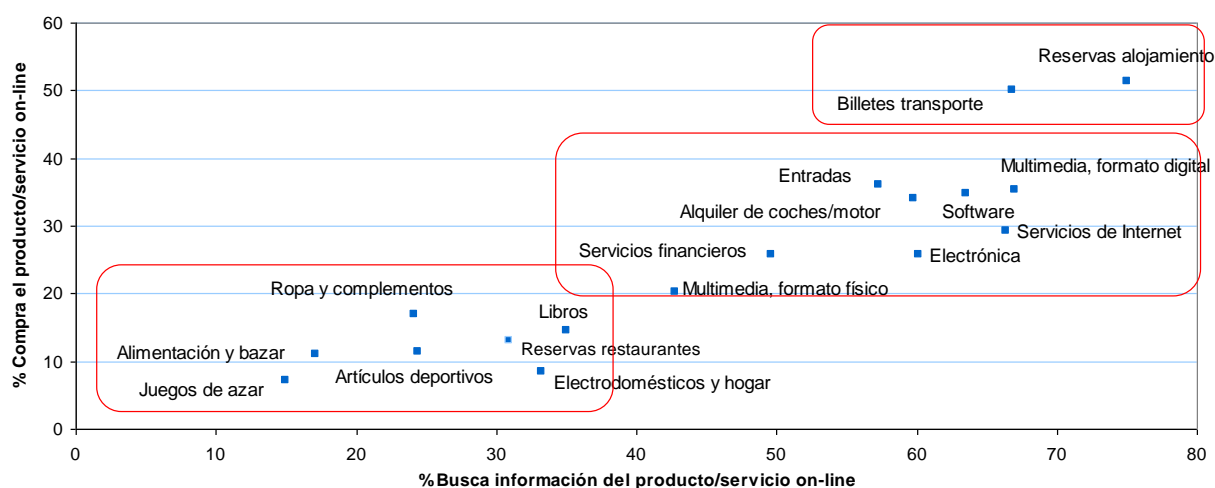 60
50
40
30
20
10
0
% Compra el producto/servicio on-line
Reservas alojamiento
Billetes transporte
Multimedia, formato digital
Entradas
Alquiler de coches/motor
Software
Servicios de Internet
Servicios financieros
Electrónica
Multimedia, formato físico
Ropa y complementos
Libros
Reservas restaurantes
Alimentación y bazar
Artículos deportivos
Electrodomésticos y hogar
Juegos de azar
0 10 20 30 40 50 60 70 80
%Busca información del producto/servicio on-line